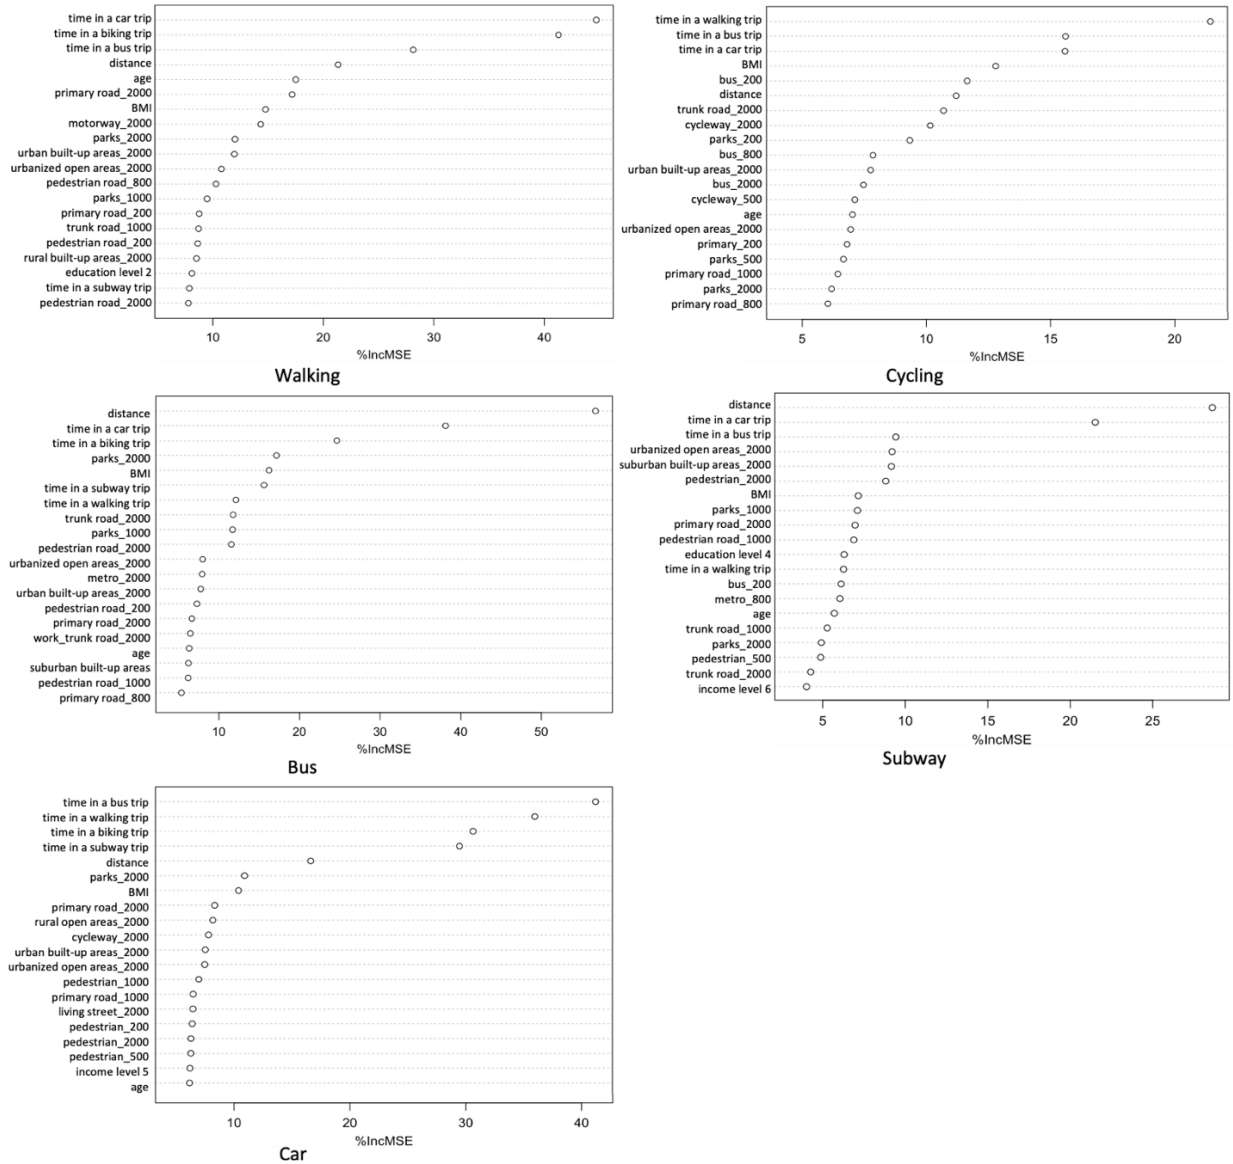 time in a car trip
time in a biking trip
time in a bus trip
distance
age
primary road_2000
BMI
motorway_2000
parks_2000
urban built-up areas_2000
urbanized open areas_2000
pedestrian road_800
parks_1000
primary road_200
trunk road_1000
pedestrian road_200
rural built-up areas_2000
education level 2
time in a subway trip
pedestrian road_2000
10 20 30 40
%IncMSE
Walking
time in a walking trip
time in a bus trip
time in a car trip
BMI
bus_200
distance
trunk road_2000
cycleway_2000
parks_200
bus_800
urban built-up areas_2000
bus_2000
cycleway_500
age
urbanized open areas_2000
primary_200
parks_500
primary road_1000
parks_2000
primary road_800
5 10 15 20
%IncMSE
Cycling
distance
time in a car trip
time in a biking trip
parks_2000
BMI
time in a subway trip
time in a walking trip
trunk road_2000
parks_1000
pedestrian road_2000
urbanized open areas_2000
metro_2000
urban built-up areas_2000
pedestrian road_200
primary road_2000
work_trunk road_2000
age
suburban built-up areas
pedestrian road_1000
primary road_800
10 20 30 40 50
%IncMSE
Bus
distance
time in a car trip
time in a bus trip
urbanized open areas_2000
suburban built-up areas_2000
pedestrian_2000
BMI
parks_1000
primary road_2000
pedestrian road_1000
education level 4
time in a walking trip
bus_200
metro_800
age
trunk road_1000
parks_2000
pedestrian_500
trunk road_2000
income level 6
5 10 15 20 25
%IncMSE
Subway
time in a bus trip
time in a walking trip
time in a biking trip
time in a subway trip
distance
parks_2000
BMI
primary road_2000
rural open areas_2000
cycleway_2000
urban built-up areas_2000
urbanized open areas_2000
pedestrian_1000
primary road_1000
living street_2000
pedestrian_200
pedestrian_2000
pedestrian_500
income level 5
age
10 20 30 40
%IncMSE
Car